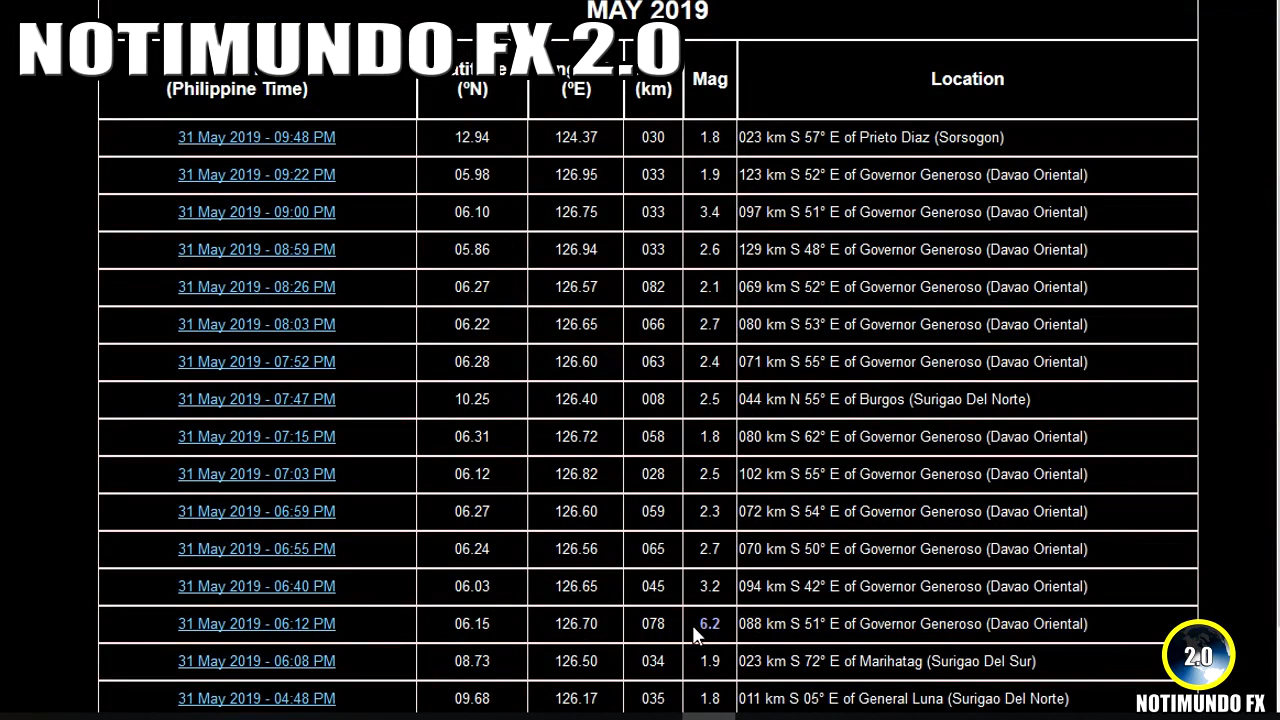 MAY 2019
NOTIMUNDO FX 2.0
(Philippine Time) (ºN) (ºE) (km) Mag Location
31 May 2019 - 09:48 PM 12.94 124.37 030 1.8 023 km S 57° E of Prieto Diaz (Sorsogon)
31 May 2019 - 09:22 PM 05.98 126.95 033 1.9 123 km S 52° E of Governor Generoso (Davao Oriental)
31 May 2019 - 09:00 PM 06.10 126.75 033 3.4 097 km S 51° E of Governor Generoso (Davao Oriental)
31 May 2019 - 08:59 PM 05.86 126.94 033 2.6 129 km S 48° E of Governor Generoso (Davao Oriental)
31 May 2019 - 08:26 PM 06.27 126.57 082 2.1 069 km S 52° E of Governor Generoso (Davao Oriental)
31 May 2019 - 08:03 PM 06.22 126.65 066 2.7 080 km S 53° E of Governor Generoso (Davao Oriental)
31 May 2019 - 07:52 PM 06.28 126.60 063 2.4 071 km S 55° E of Governor Generoso (Davao Oriental)
31 May 2019 - 07:47 PM 10.25 126.40 008 2.5 044 km N 55° E of Burgos (Surigao Del Norte)
31 May 2019 - 07:15 PM 06.31 126.72 058 1.8 080 km S 62° E of Governor Generoso (Davao Oriental)
31 May 2019 - 07:03 PM 06.12 126.82 028 2.5 102 km S 55° E of Governor Generoso (Davao Oriental)
31 May 2019 - 06:59 PM 06.27 126.60 059 2.3 072 km S 54° E of Governor Generoso (Davao Oriental)
31 May 2019 - 06:55 PM 06.24 126.56 065 2.7 070 km S 50° E of Governor Generoso (Davao Oriental)
31 May 2019 - 06:40 PM 06.03 126.65 045 3.2 094 km S 42° E of Governor Generoso (Davao Oriental)
31 May 2019 - 06:12 PM 06.15 126.70 078 6.2 088 km S 51° E of Governor Generoso (Davao Oriental)
31 May 2019 - 06:08 PM 08.73 126.50 034 1.9 023 km S 72° E of Marihatag (Surigao Del Sur)
31 May 2019 - 04:48 PM 09.68 126.17 035 1.8 011 km S 05° E of General Luna (Surigao Del Norte)
2.0
NOTIMUNDO FX